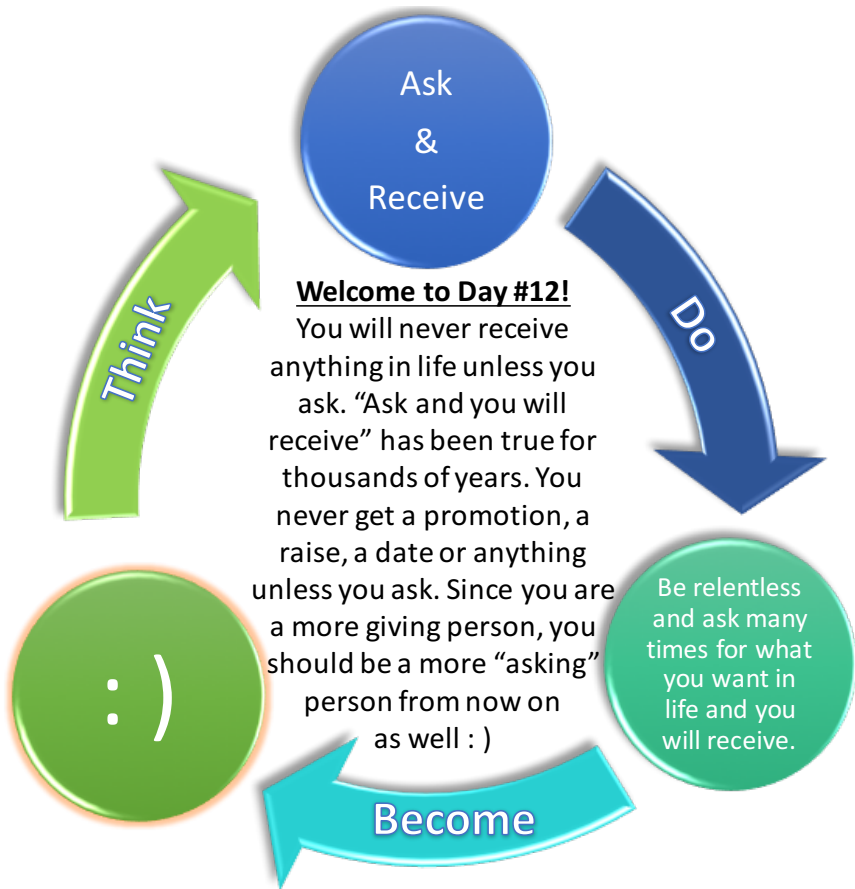 Ask
&
Receive
Do
Think
Welcome to Day #12!
You will never receive
anything in life unless you
ask. “Ask and you will
receive” has been true for
thousands of years. You
never get a promotion, a
raise, a date or anything
unless you ask. Since you are
a more giving person, you
should be a more “asking”
person from now on
as well : )
Be relentless
and ask many
times for what
you want in
life and you
will receive.
Become
: )